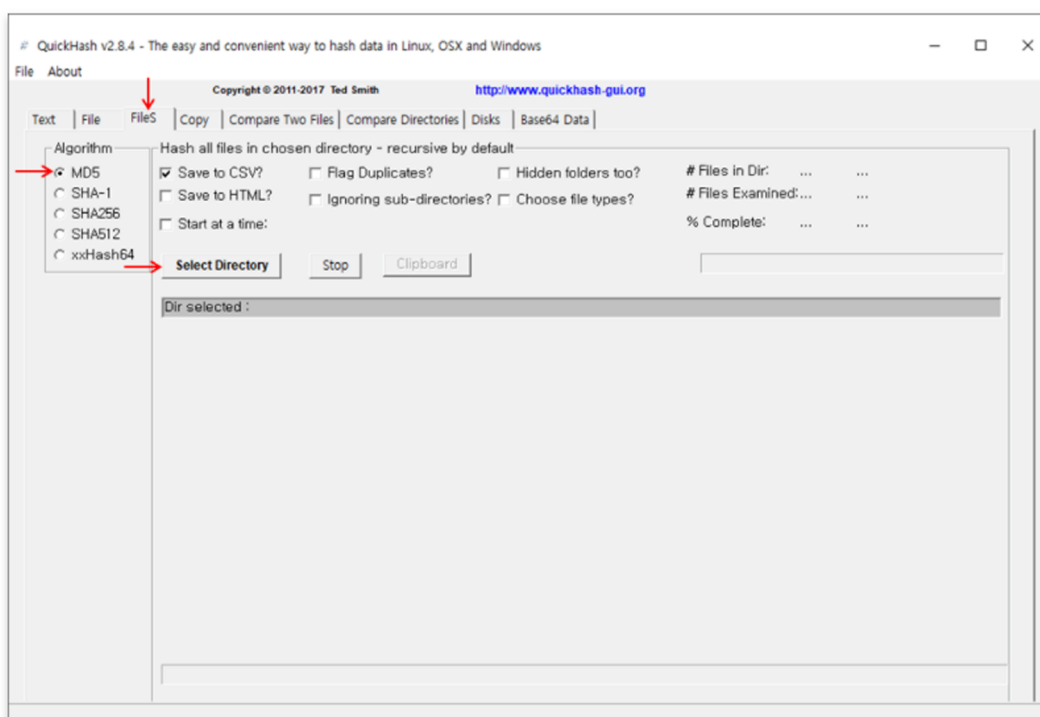 QuickHash v2.8.4 - The easy and convenient way to hash data in Linux, OSX and Windows
File About
Copyright © 2011-2017 Ted Smith http://www.quickhash-gui.org
Text File FileS Copy Compare Two Files Compare Directories Disks Base64 Data
Algorithm Hash all files in chosen directory - recursive by default
MD5 Save to CSV? Flag Duplicates? Hidden folders too? # Files in Dir: ... ...
SHA-1 Save to HTML? Ignoring sub-directories? Choose file types? # Files Examined:... ...
SHA256
SHA512 Start at a time: % Complete: ... ...
xxHash64
Select Directory Stop Clipboard
Dir selected :